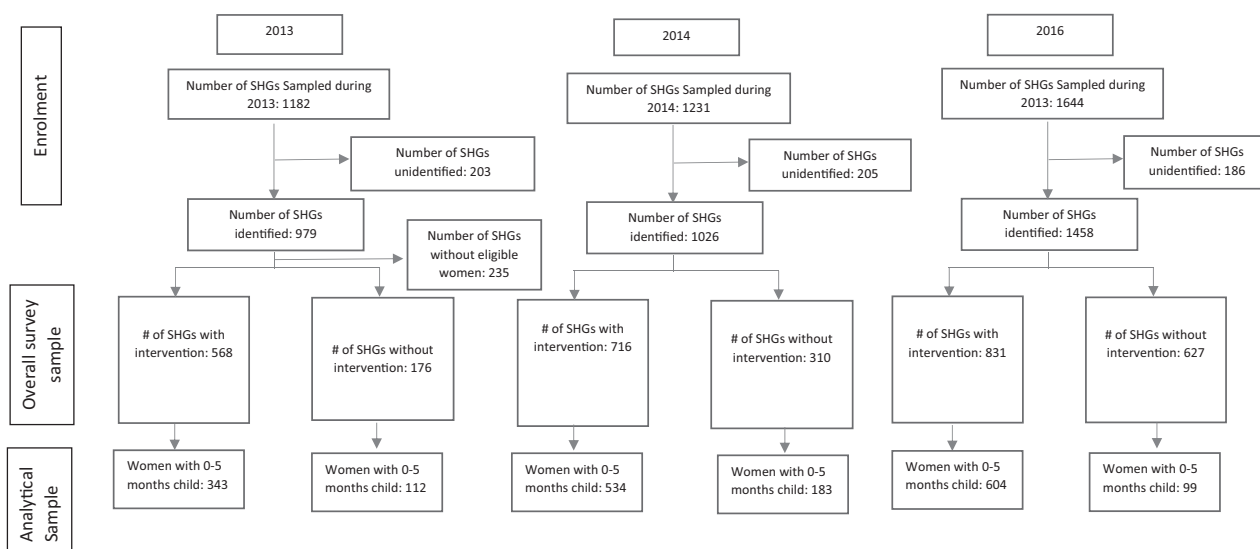 Enrolment
Overall survey
sample
Analytical
Sample
2013
Number of SHGs Sampled during
2013: 1182
Number of SHGs
unidentified: 203
Number of SHGs
identified: 979
Number of SHGs
without eligible
women: 235
# of SHGs with
intervention: 568
# of SHGs without
intervention: 176
Women with 0-5
months child: 343
Women with 0-5
months child: 112
2014
Number of SHGs Sampled during
2014: 1231
Number of SHGs
unidentified: 205
Number of SHGs
identified: 1026
# of SHGs with
intervention: 716
# of SHGs without
intervention: 310
Women with 0-5
months child: 534
Women with 0-5
months child: 183
2016
Number of SHGs Sampled during
2013: 1644
Number of SHGs
unidentified: 186
Number of SHGs
identified: 1458
# of SHGs with
intervention: 831
# of SHGs without
intervention: 627
Women with 0-5
months child: 604
Women with 0-5
months child: 99